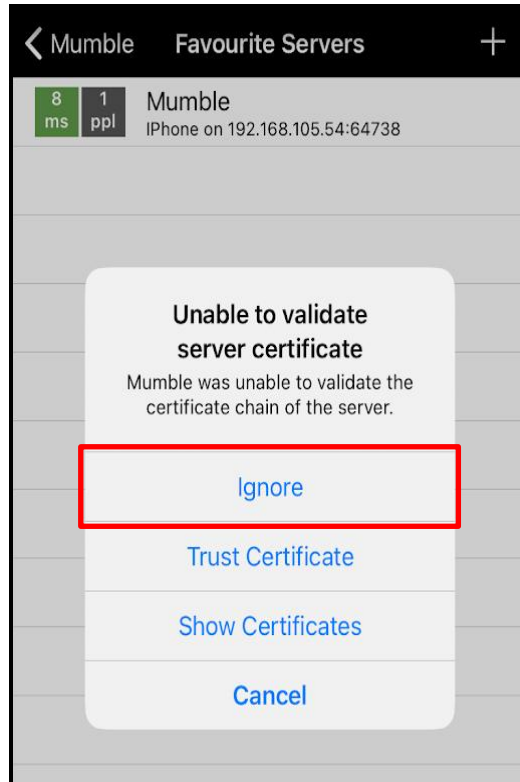 Mumble Favourite Servers +
8 1 Mumble
ms ppl IPhone on 192.168.105.54:64738
Unable to validate
server certificate
Mumble was unable to validate the
certificate chain of the server.
Ignore
Trust Certificate
Show Certificates
Cancel